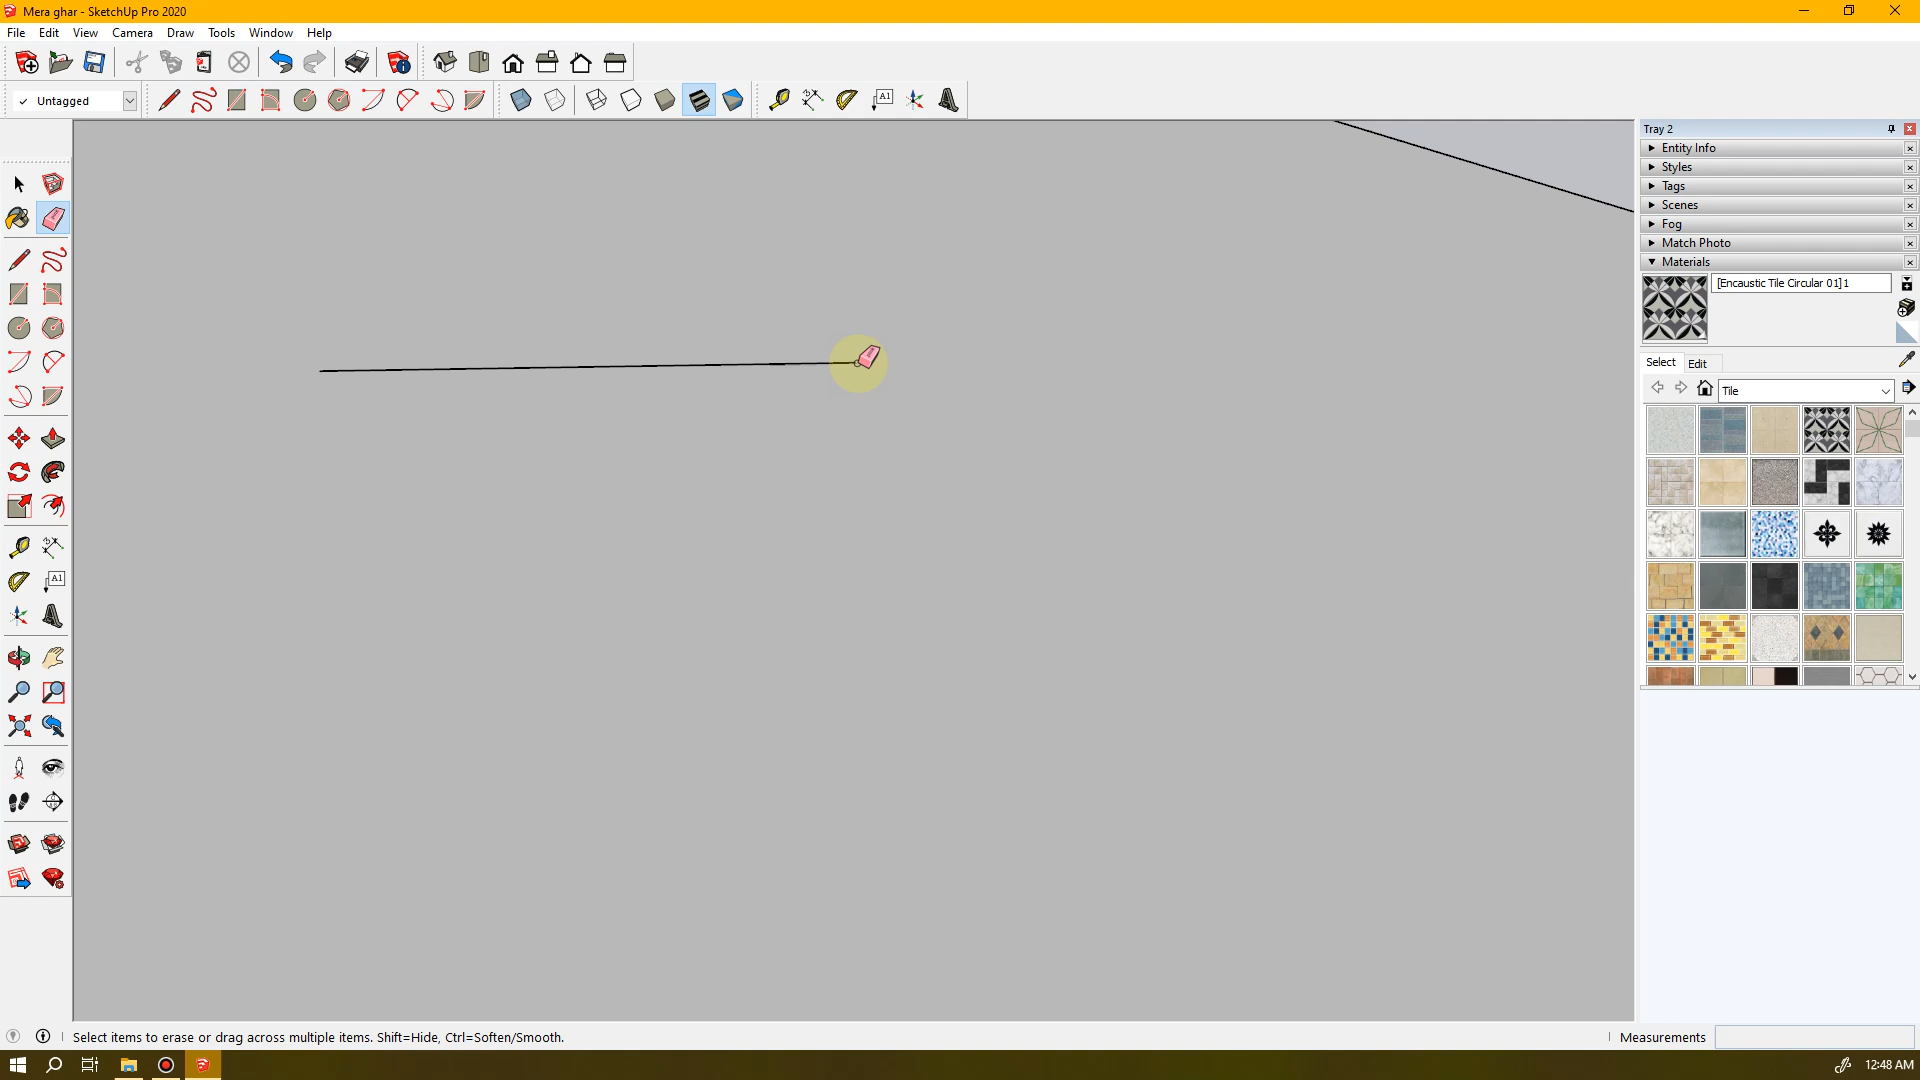 Mera ghar - SketchUp Pro 2020
File Edit View Camera Draw Tools Window Help
Untagged
A1
Tray 2
Entity Info
Styles
Tags
Scenes
Fog
Match Photo
Materials
[Encaustic Tile Circular 01]1
Select Edit
Tile
A1
Select items to erase or drag across multiple items. Shift=Hide, Ctrl=Soften/Smooth.
Measurements
12:48 AM